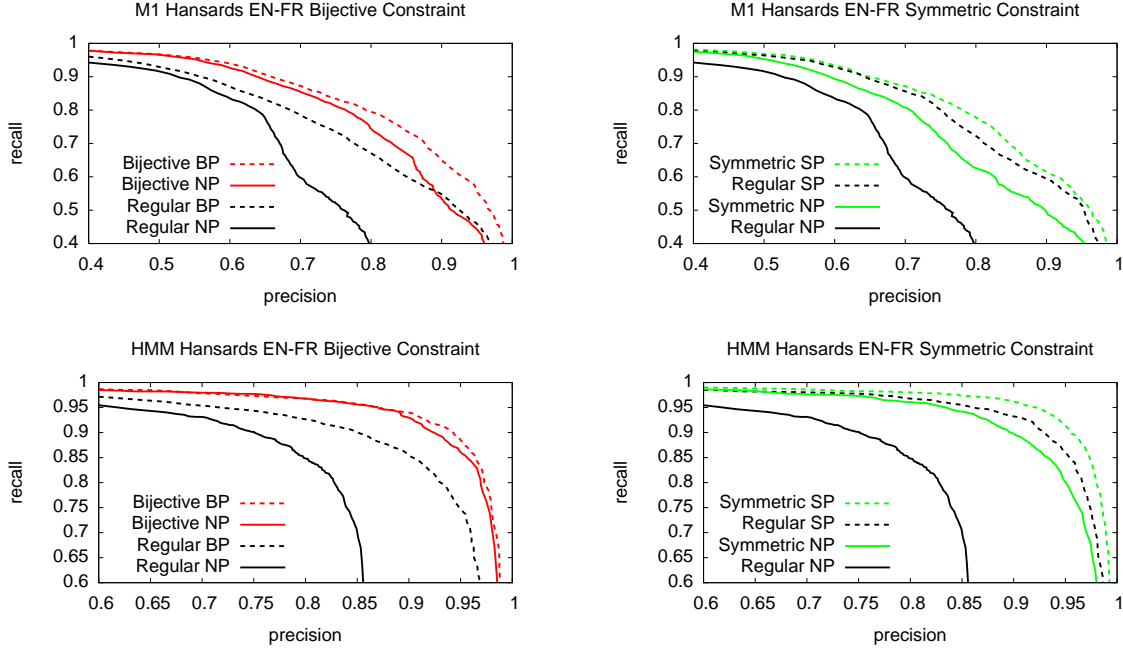 M1 Hansards EN-FR Bijective Constraint
1
0.9
0.8
0.7
0.6
0.5
0.4
recall
Bijective BP
Bijective NP
Regular BP
Regular NP
0.4 0.5 0.6 0.7 0.8 0.9 1
precision
M1 Hansards EN-FR Symmetric Constraint
1
0.9
0.8
0.7
0.6
0.5
0.4
recall
Symmetric SP
Regular SP
Symmetric NP
Regular NP
0.4 0.5 0.6 0.7 0.8 0.9 1
precision
HMM Hansards EN-FR Bijective Constraint
1
0.95
0.9
0.85
0.8
0.75
0.7
0.65
0.6
recall
Bijective BP
Bijective NP
Regular BP
Regular NP
0.6 0.65 0.7 0.75 0.8 0.85 0.9 0.95 1
precision
HMM Hansards EN-FR Symmetric Constraint
1
0.95
0.9
0.85
0.8
0.75
0.7
0.65
0.6
recall
Symmetric SP
Regular SP
Symmetric NP
Regular NP
0.6 0.65 0.7 0.75 0.8 0.85 0.9 0.95 1
precision